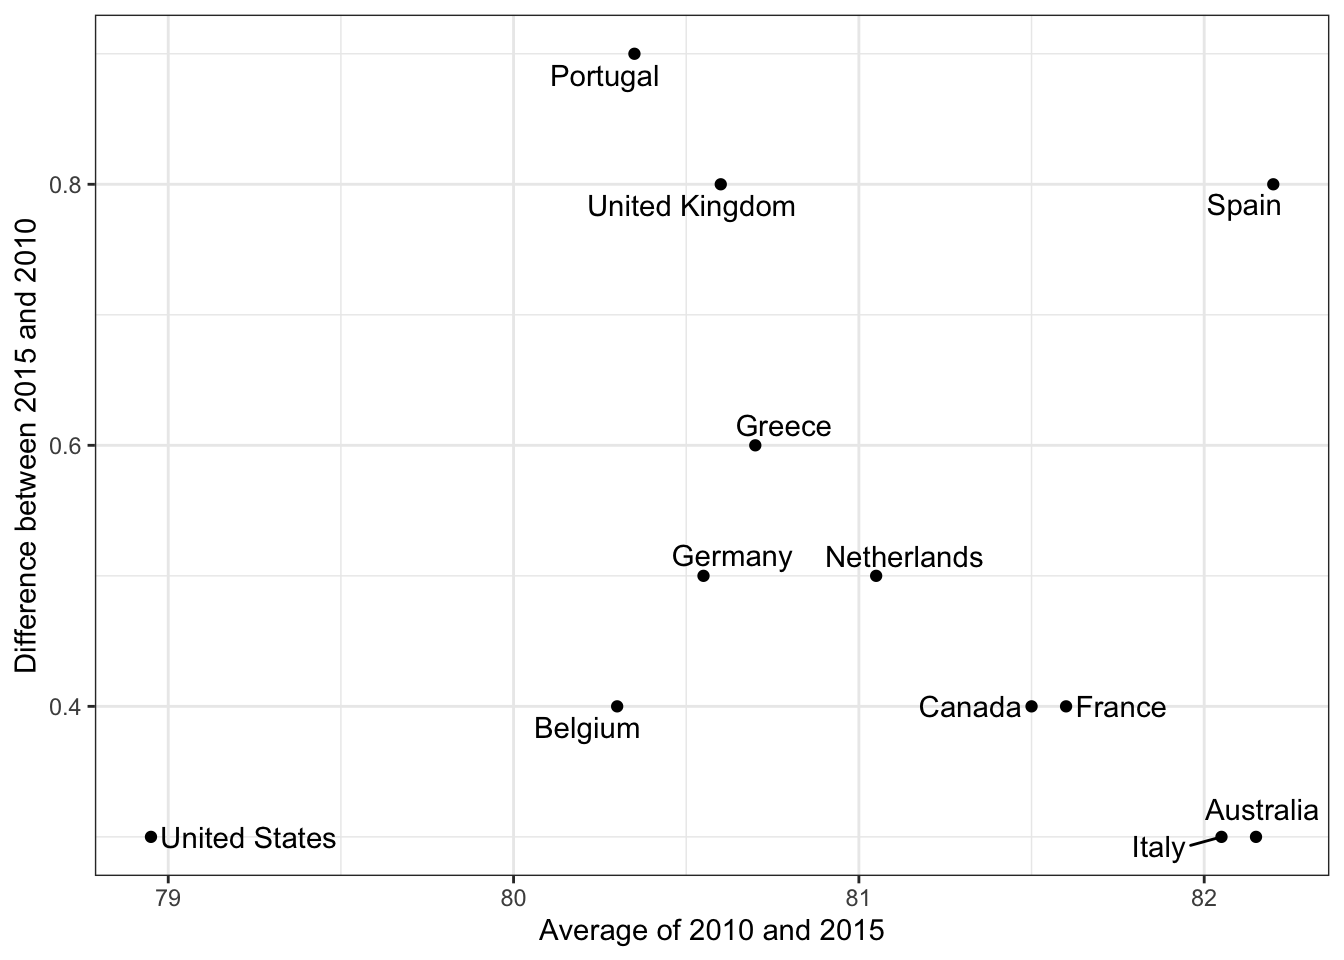 Portugal
0.8
United Kingdom
Spain
Difference between 2015 and 2010
Greece
0.6
Germany
Netherlands
0.4
Canada
France
Belgium
Australia
United States
Italy
79
80
81
82
Average of 2010 and 2015